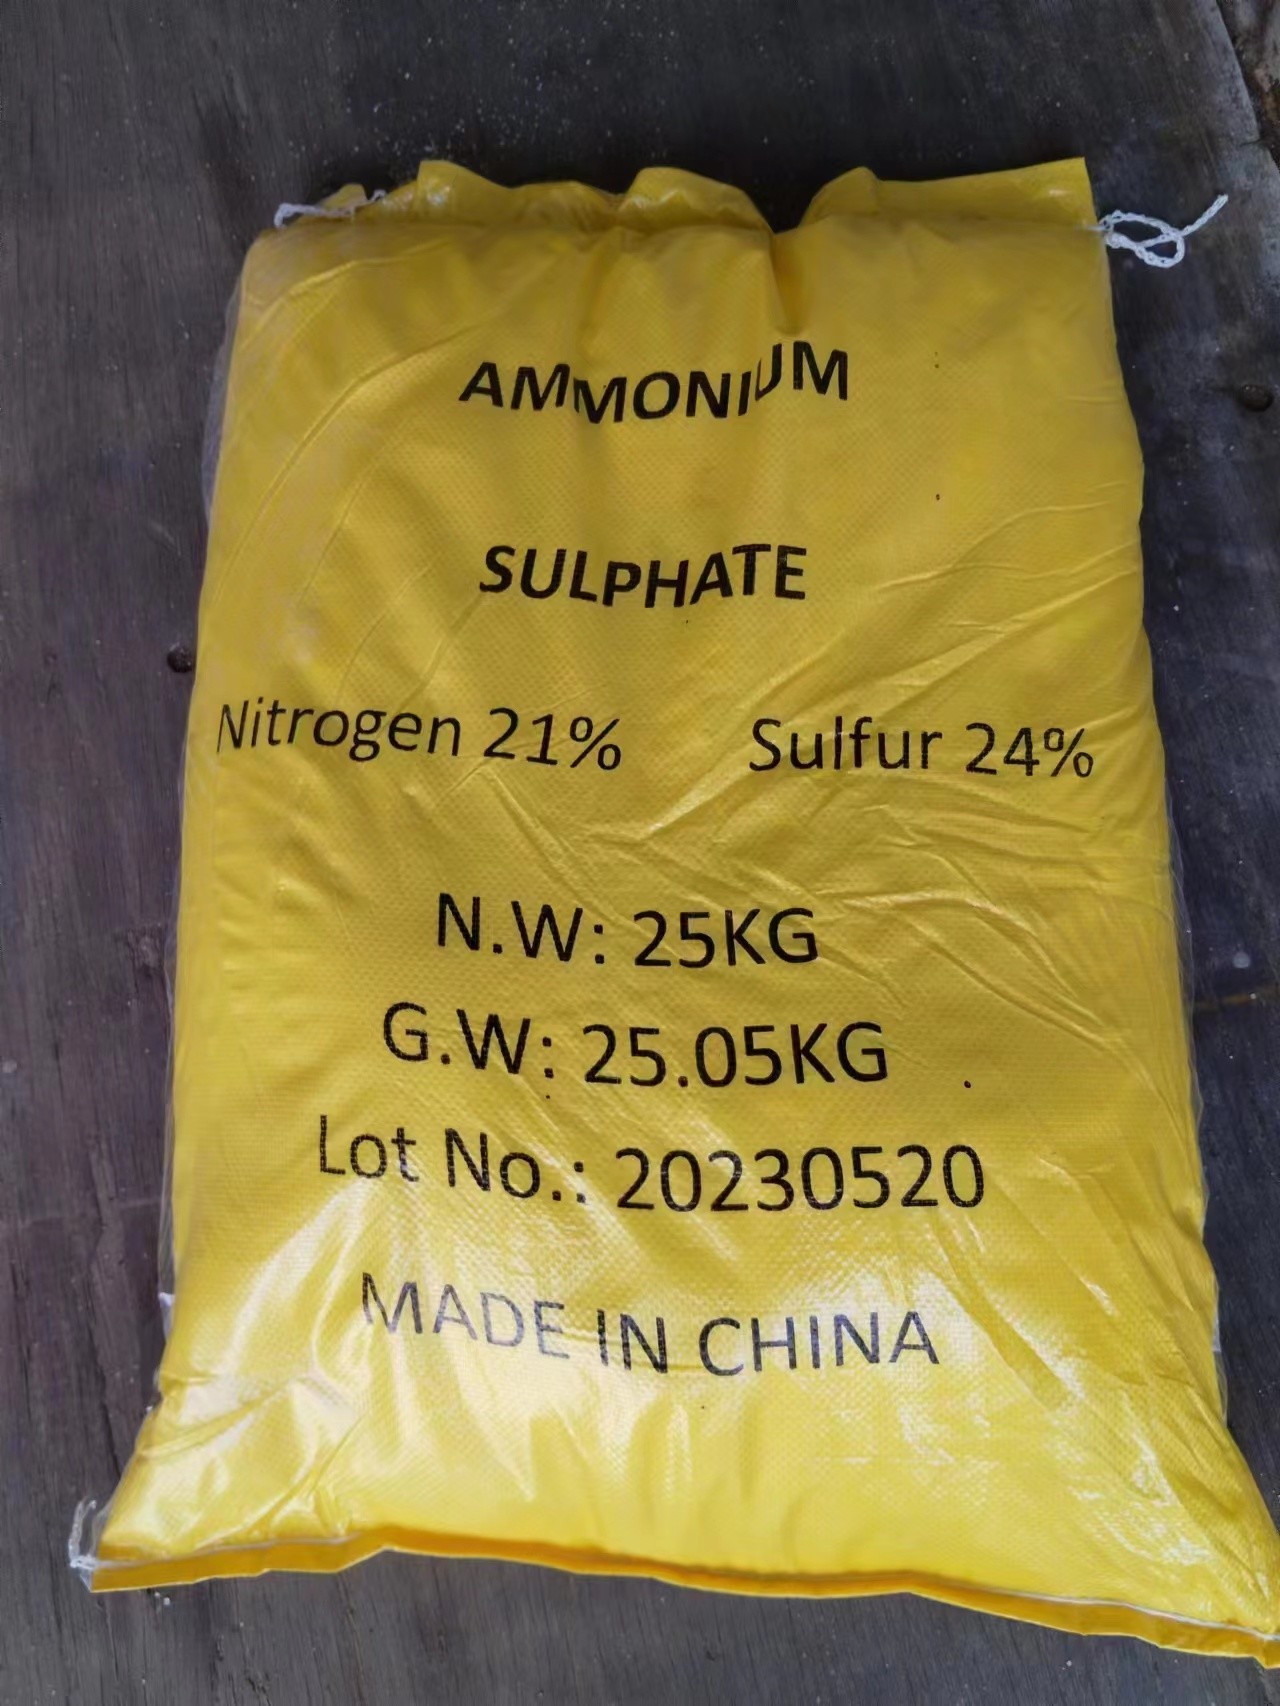 AMMONIUM
SULPHATE
Nitrogen 21% Sulfur 24%
N.W: 25KG
G.W: 25.05KG
Lot No.: 20230520
MADE IN CHINA